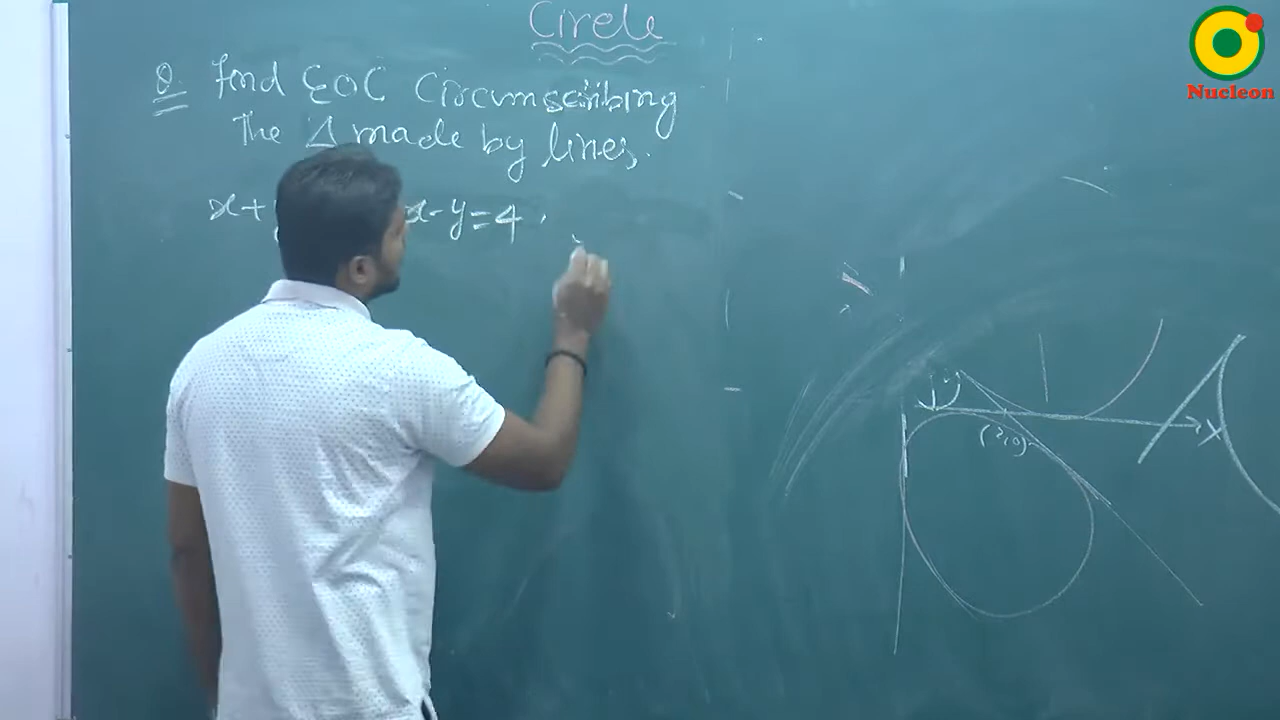 Circle
Q. Find EOC Circumscribing
The Δ made by lines.
x+ x-y=4,
(2,0)
X
Nucleon